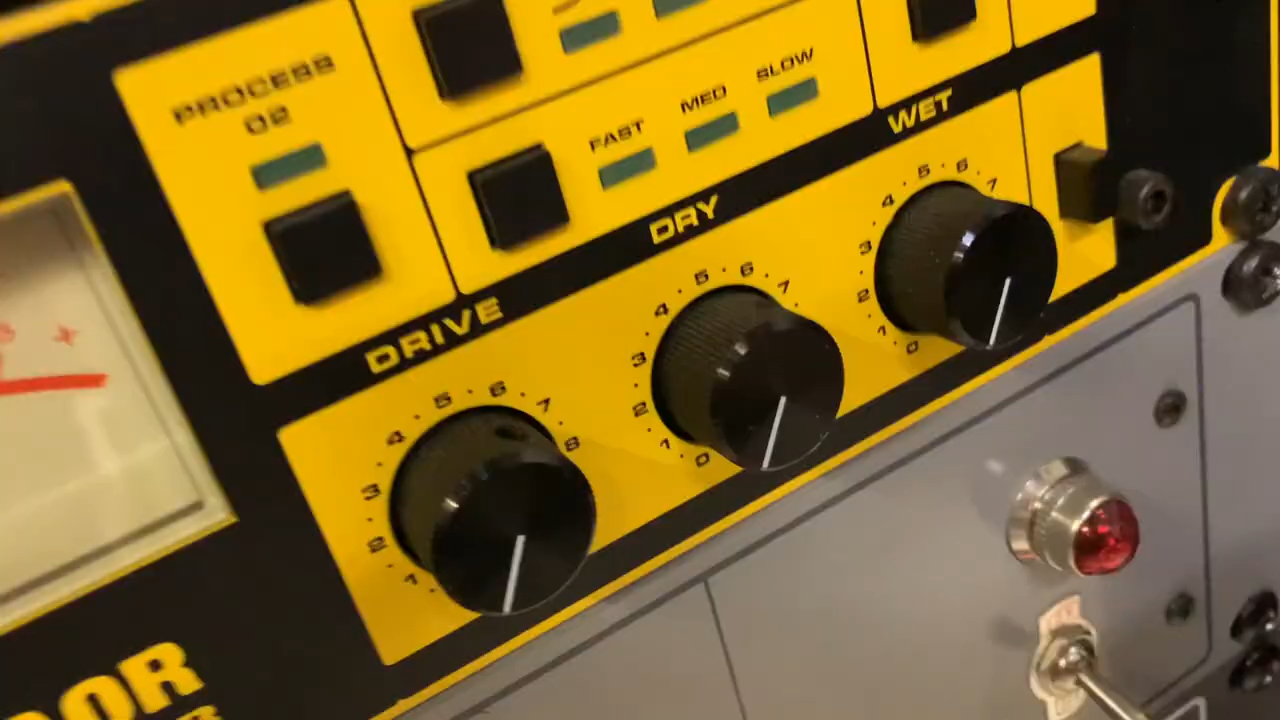 PROCESS
02
FAST MED SLOW
DRIVE
1 2 3 4 5 6 7 8
DRY
0 1 2 3 4 5 6 7
WET
0 1 2 3 4 5 6 7